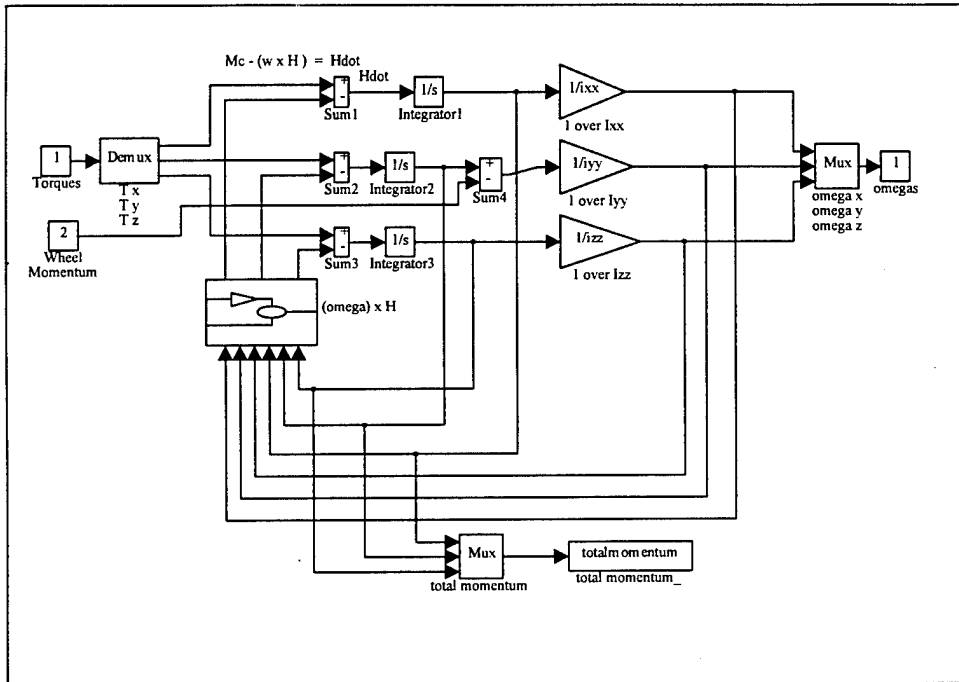 Mc - (w x H) = Hdot
Hdot
+
-
Sum1
1/s
Integrator1
1/ixx
1 over Ixx
1
Torques
Demux
T x
T y
T z
+
-
Sum2
1/s
Integrator2
+
-
Sum4
1/iyy
1 over Iyy
Mux
omega x
omega y
omega z
1
omegas
2
Wheel
Momentum
+
-
Sum3
1/s
Integrator3
1/izz
1 over Izz
(omega) x H
Mux
total momentum
totalmomentum
total momentum_